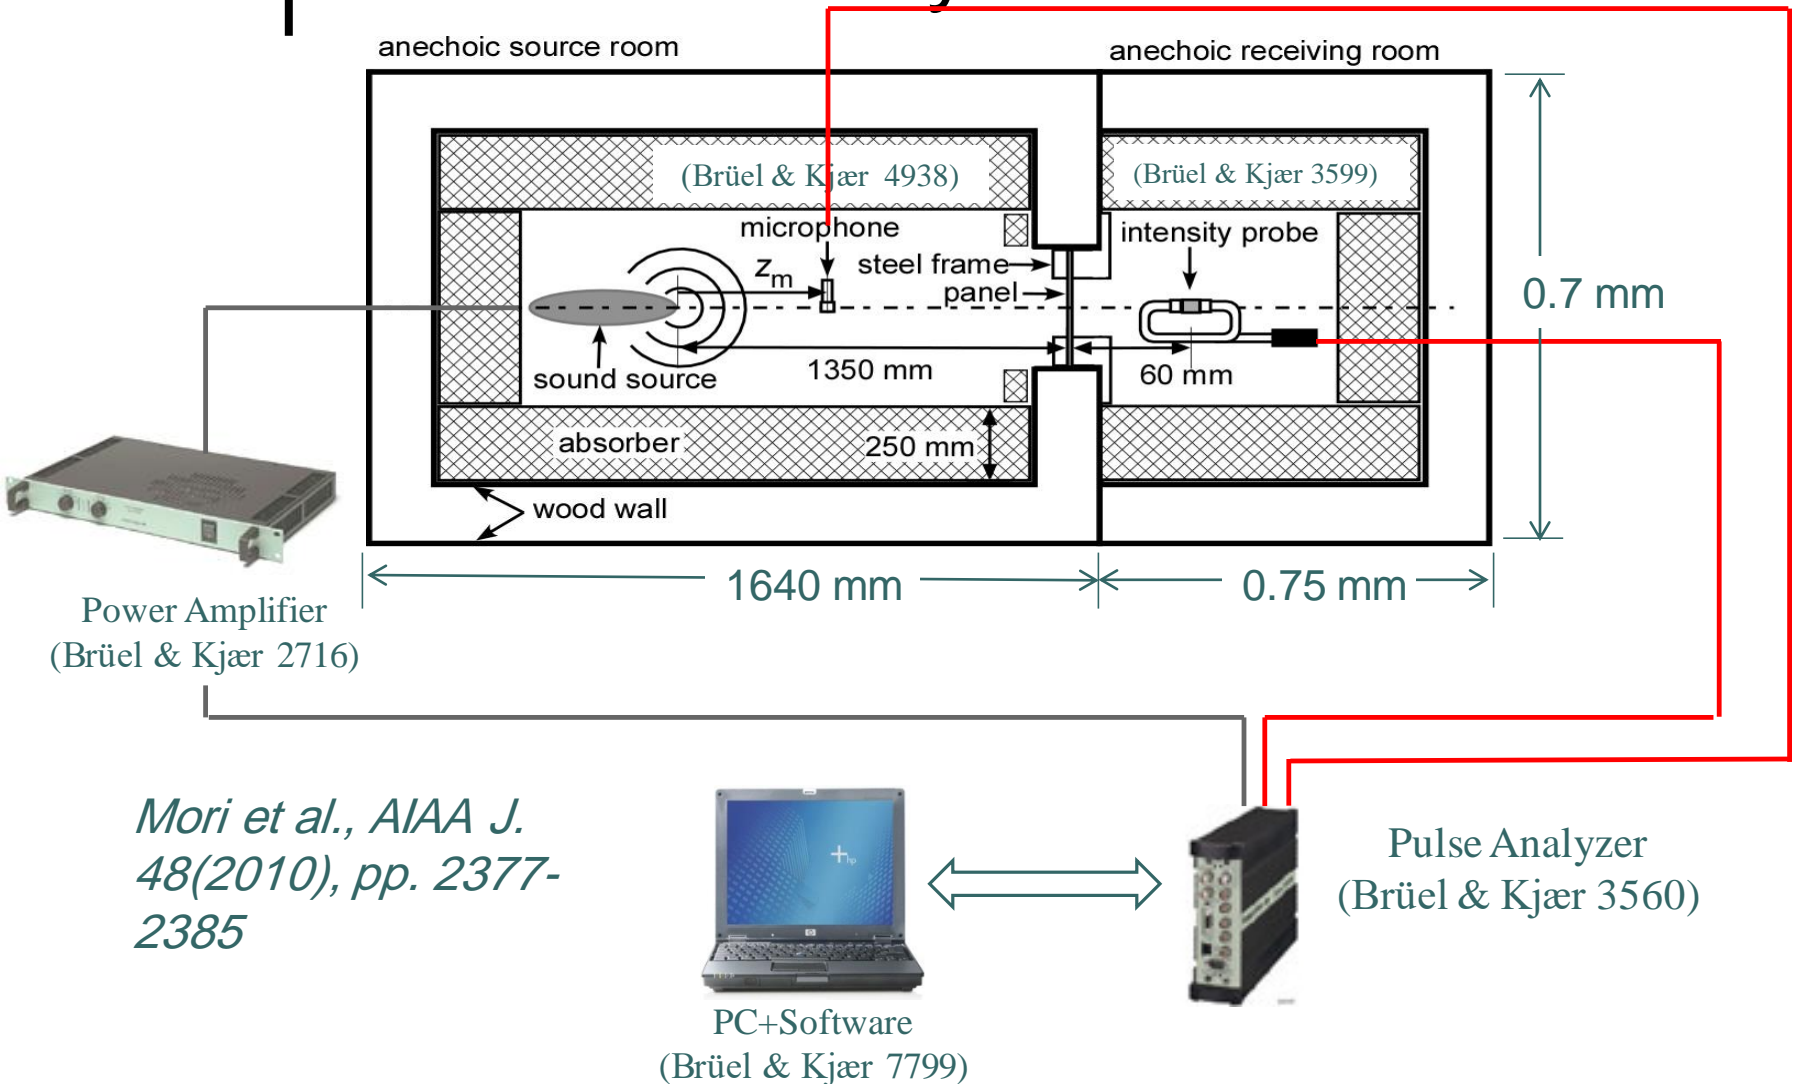 anechoic source room
anechoic receiving room
(Brüel & Kjær 4938)
(Brüel & Kjær 3599)
microphone
intensity probe
zm
steel frame
panel
0.7 mm
1350 mm
60 mm
sound source
absorber
250 mm
wood wall
1640 mm
0.75 mm
Power Amplifier
(Brüel & Kjær 2716)
Mori et al., AIAA J.
48(2010), pp. 2377-
2385
hp
Pulse Analyzer
(Brüel & Kjær 3560)
PC+Software
(Brüel & Kjær 7799)